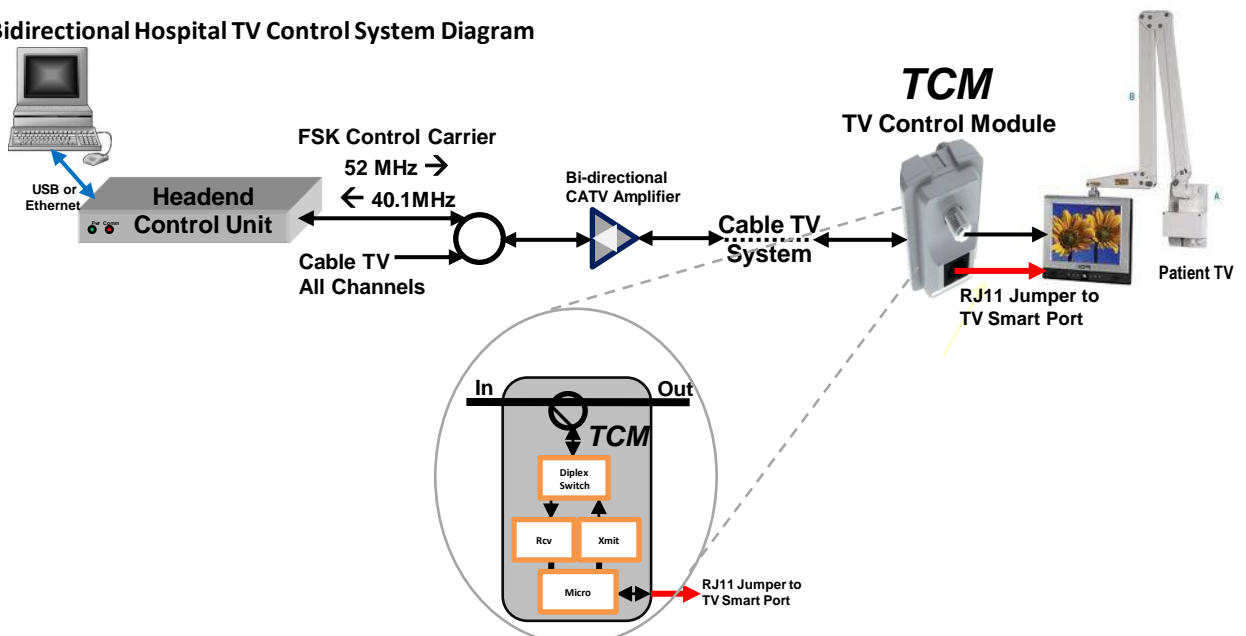 Bidirectional Hospital TV Control System Diagram
USB or
Ethernet
Headend
Control Unit
Pwr Comm
FSK Control Carrier
52 MHz →
← 40.1MHz
Cable TV
All Channels
Bi-directional
CATV Amplifier
Cable TV
System
TCM
TV Control Module
B
A
Patient TV
RJ11 Jumper to
TV Smart Port
In
Out
TCM
Diplex
Switch
Rcv
Xmit
Micro
RJ11 Jumper to
TV Smart Port